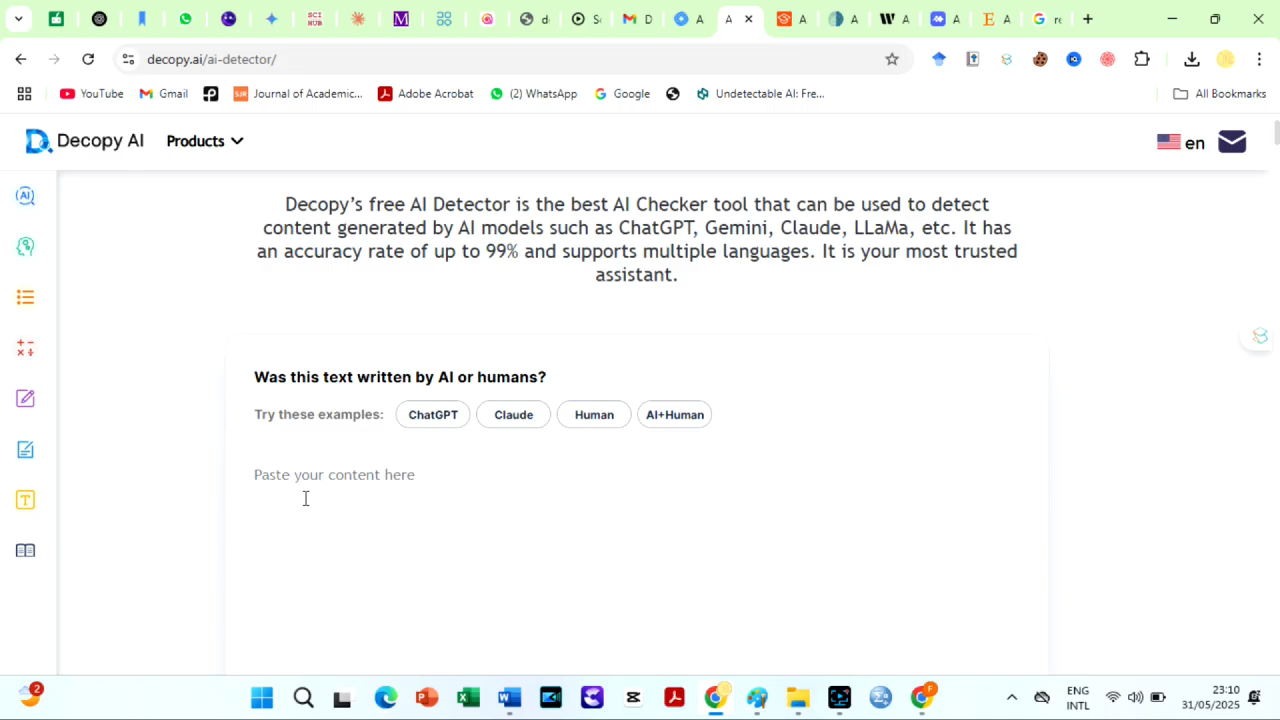 SCI
HUB
M
d
S
D
A
A
A
A
A
A
E A
re
decopy.ai/ai-detector/
YouTube
Gmail
Journal of Academic...
Adobe Acrobat
(2) WhatsApp
Google
Undetectable AI: Fre...
All Bookmarks
Decopy AI
Products
en
AI
Decopy’s free AI Detector is the best AI Checker tool that can be used to detect
content generated by AI models such as ChatGPT, Gemini, Claude, LLaMa, etc. It has
an accuracy rate of up to 99% and supports multiple languages. It is your most trusted
assistant.
Was this text written by AI or humans?
Try these examples: ChatGPT Claude Human AI+Human
Paste your content here
T
2
ENG
INTL
23:10
31/05/2025